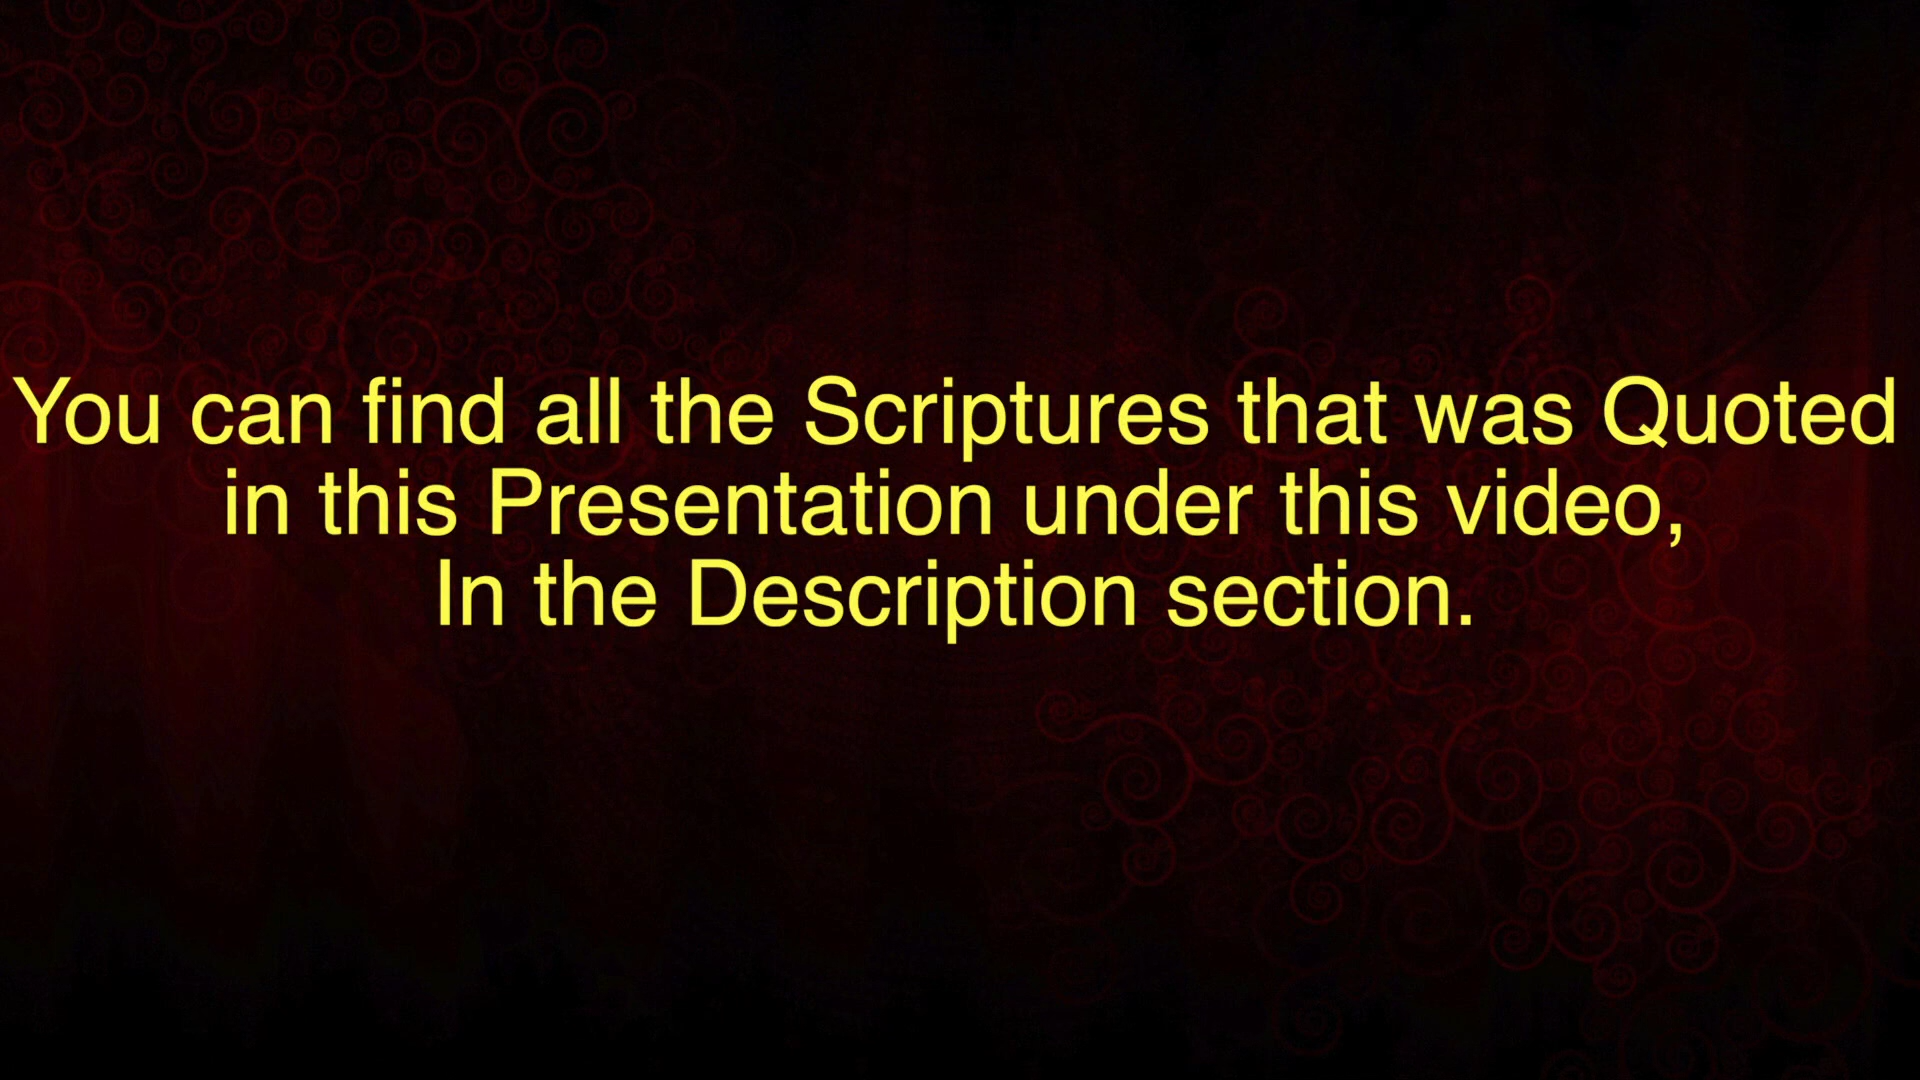 You can find all the Scriptures that was Quoted
in this Presentation under this video,
In the Description section.